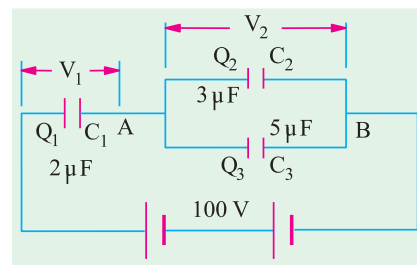 V₂
V₁
Q₂ C₂
3 μF
Q₁ C₁ A
5 μF
B
2 μF
Q₃ C₃
100 V